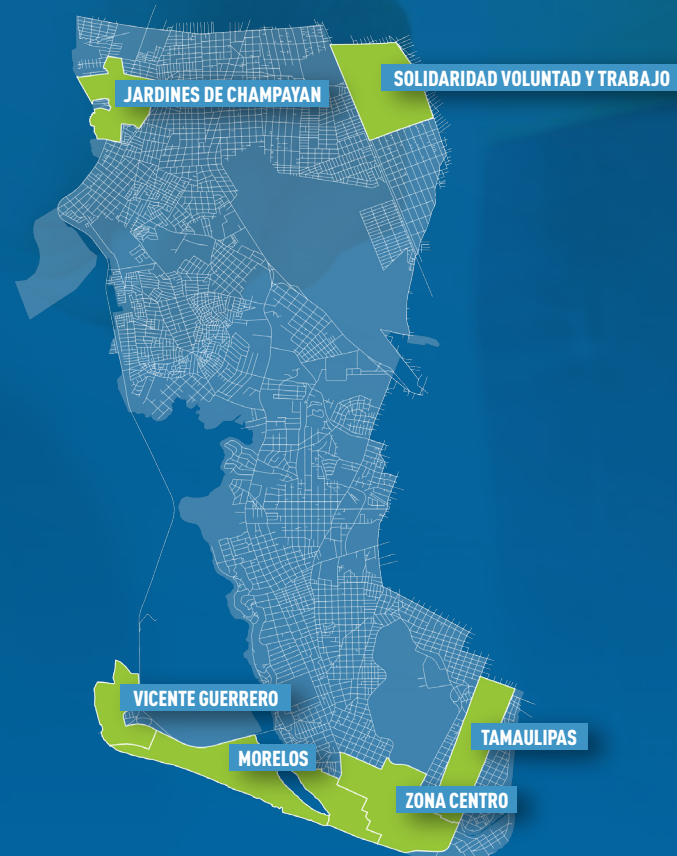 SOLIDARIDAD VOLUNTAD Y TRABAJO
JARDINES DE CHAMPAYAN
VICENTE GUERRERO
TAMAULIPAS
MORELOS
ZONA CENTRO